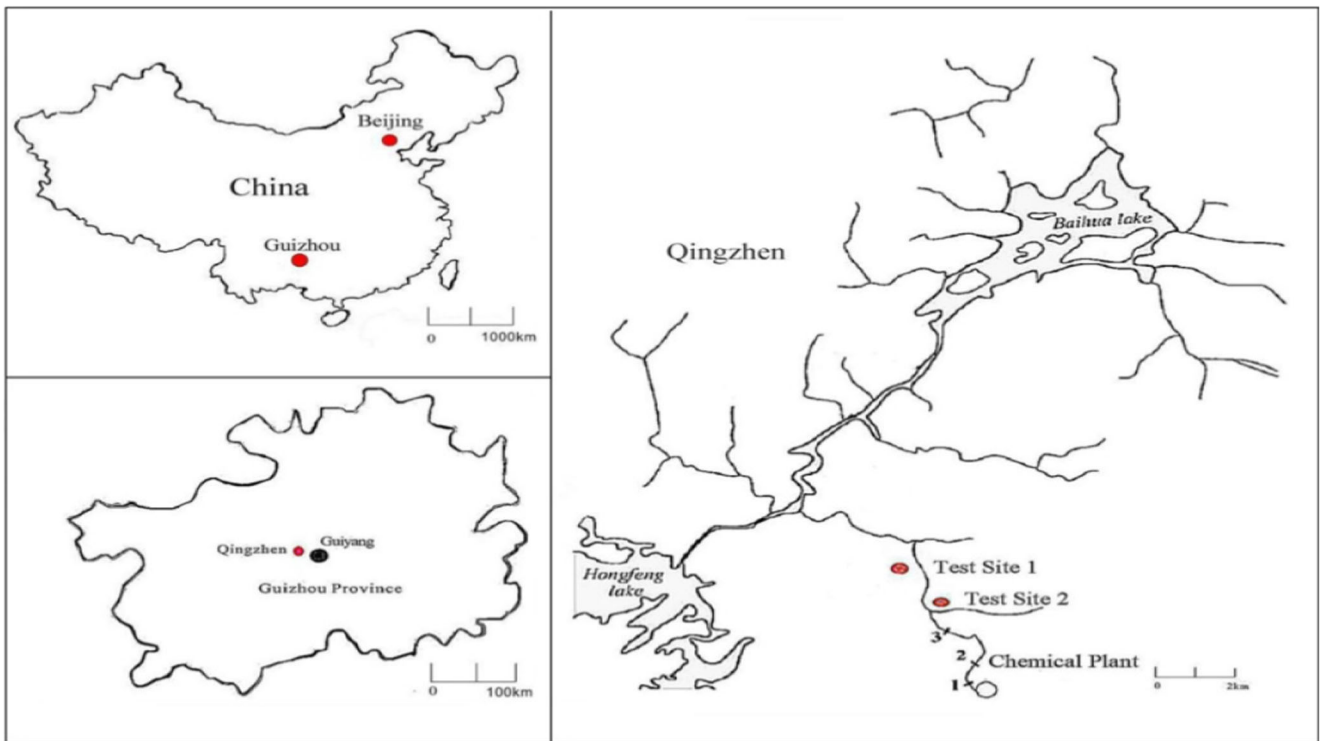 Beijing
China
Guizhou
0 1000km
Qingzhen
Guiyang
Guizhou Province
0 100km
Qingzhen
Baihua lake
Hongfeng
lake
Test Site 1
Test Site 2
3
2
Chemical Plant
1
0 2km